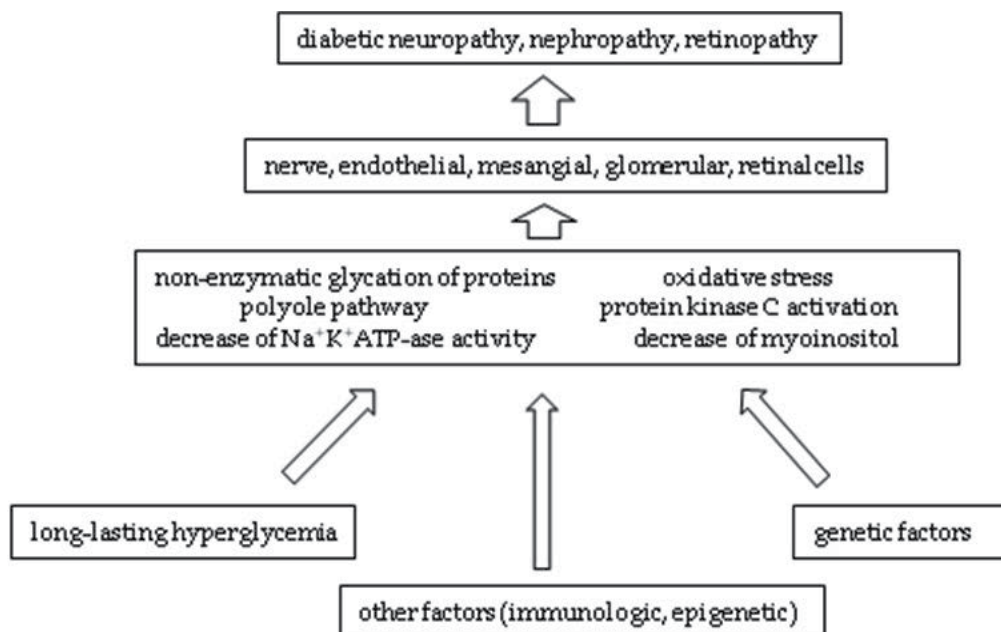 diabetic neuropathy, nephropathy, retinopathy
nerve, endothelial, mesangial, glomerular, retinal cells
non-enzymatic glycation of proteins oxidative stress
polyole pathway protein kinase C activation
decrease of Na⁺K⁺ATP-ase activity decrease of myoinositol
long-lasting hyperglycemia genetic factors
other factors (immunologic, epigenetic)